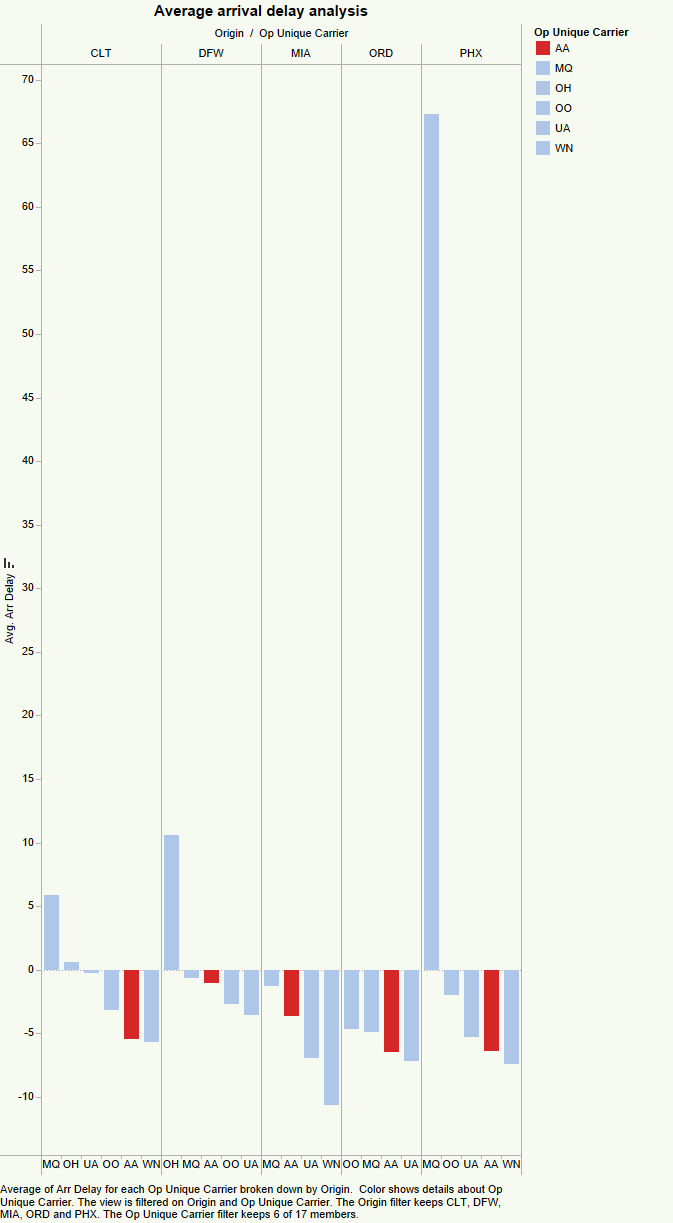 Average arrival delay analysis
Origin / Op Unique Carrier
CLT DFW MIA ORD PHX
Op Unique Carrier
AA
MQ
OH
OO
UA
WN
Avg. Arr Delay
70
65
60
55
50
45
40
35
30
25
20
15
10
5
0
-5
-10
MQ OH UA OO AA WN OH MQ AA OO UA MQ AA UA WN OO MQ AA UA MQ OO UA AA WN
Average of Arr Delay for each Op Unique Carrier broken down by Origin. Color shows details about Op
Unique Carrier. The view is filtered on Origin and Op Unique Carrier. The Origin filter keeps CLT, DFW,
MIA, ORD and PHX. The Op Unique Carrier filter keeps 6 of 17 members.